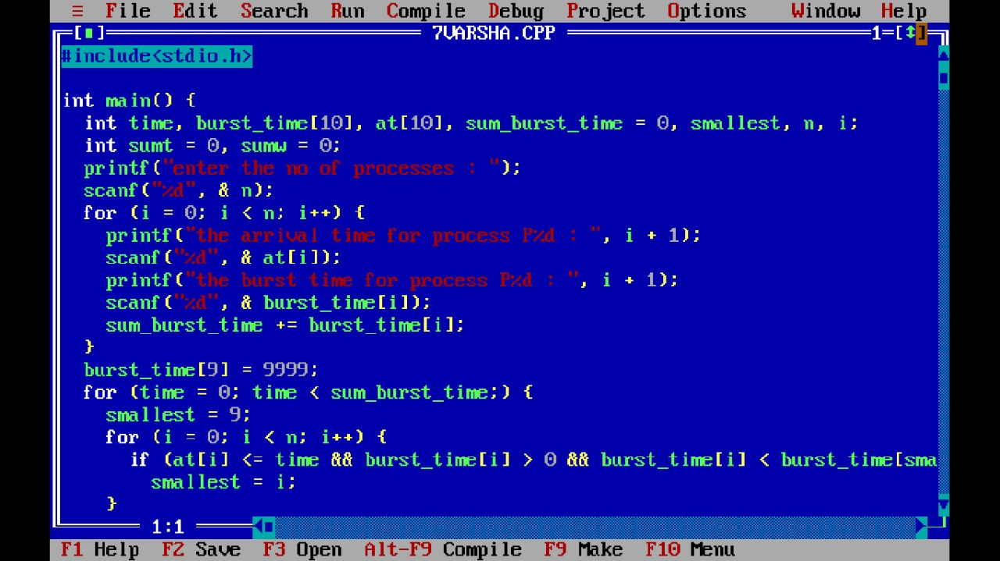 ≡ File Edit Search Run Compile Debug Project Options Window Help
[■] 7VARSHA.CPP 1=[↕]
#include<stdio.h>
int main() {
  int time, burst_time[10], at[10], sum_burst_time = 0, smallest, n, i;
  int sumt = 0, sumw = 0;
  printf("enter the no of processes : ");
  scanf("%d", & n);
  for (i = 0; i < n; i++) {
    printf("the arrival time for process P%d : ", i + 1);
    scanf("%d", & at[i]);
    printf("the burst time for process P%d : ", i + 1);
    scanf("%d", & burst_time[i]);
    sum_burst_time += burst_time[i];
  }
  burst_time[9] = 9999;
  for (time = 0; time < sum_burst_time;) {
    smallest = 9;
    for (i = 0; i < n; i++) {
      if (at[i] <= time && burst_time[i] > 0 && burst_time[i] < burst_time[sma
        smallest = i;
    }
1:1
F1 Help F2 Save F3 Open Alt-F9 Compile F9 Make F10 Menu